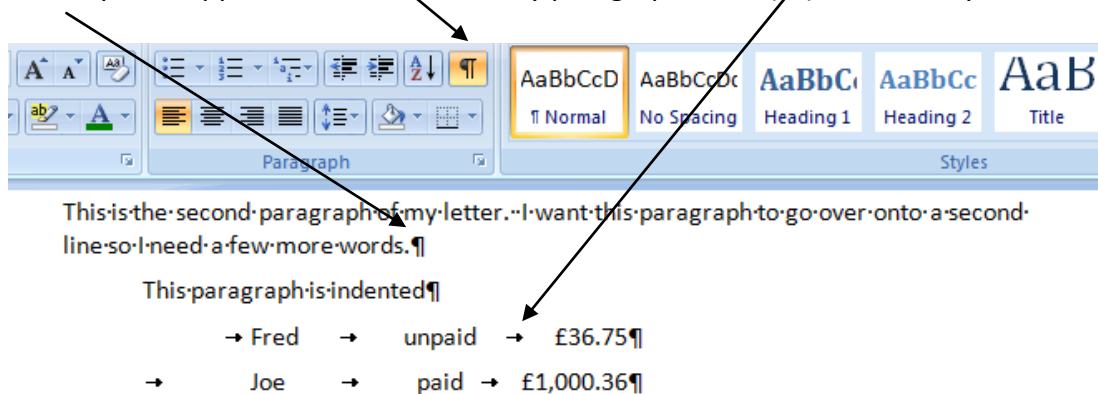 AaBbCcD AaBbCcDc AaBbC AaBbCc AaB
¶ Normal No Spacing Heading 1 Heading 2 Title
Paragraph Styles
This·is·the·second·paragraph·of·my·letter.··I·want·this·paragraph·to·go·over·onto·a·second·
line·so·I·need·a·few·more·words.¶
This·paragraph·is·indented¶
→ Fred → unpaid → £36.75¶
→ Joe → paid → £1,000.36¶